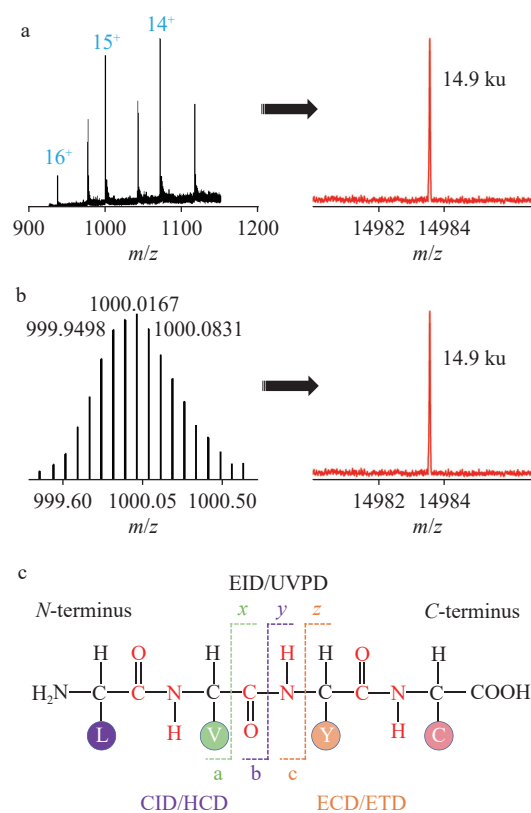 a
15⁺
14⁺
16⁺
14.9 ku
900
1000
1100
1200
14982
14984
m/z
m/z
b
1000.0167
999.9498
1000.0831
14.9 ku
999.60
1000.05
1000.50
14982
14984
m/z
m/z
c
EID/UVPD
N-terminus
x
y
z
C-terminus
H
O
H
H
H
O
H
H₂N
C
C
N
C
C
N
C
C
N
C
COOH
L
H
V
O
Y
H
C
a
b
c
CID/HCD
ECD/ETD